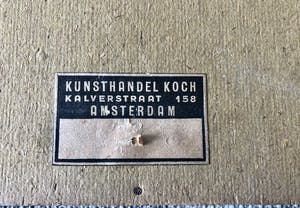 KUNSTHANDEL KOCH
KALVERSTRAAT 158
AMSTERDAM